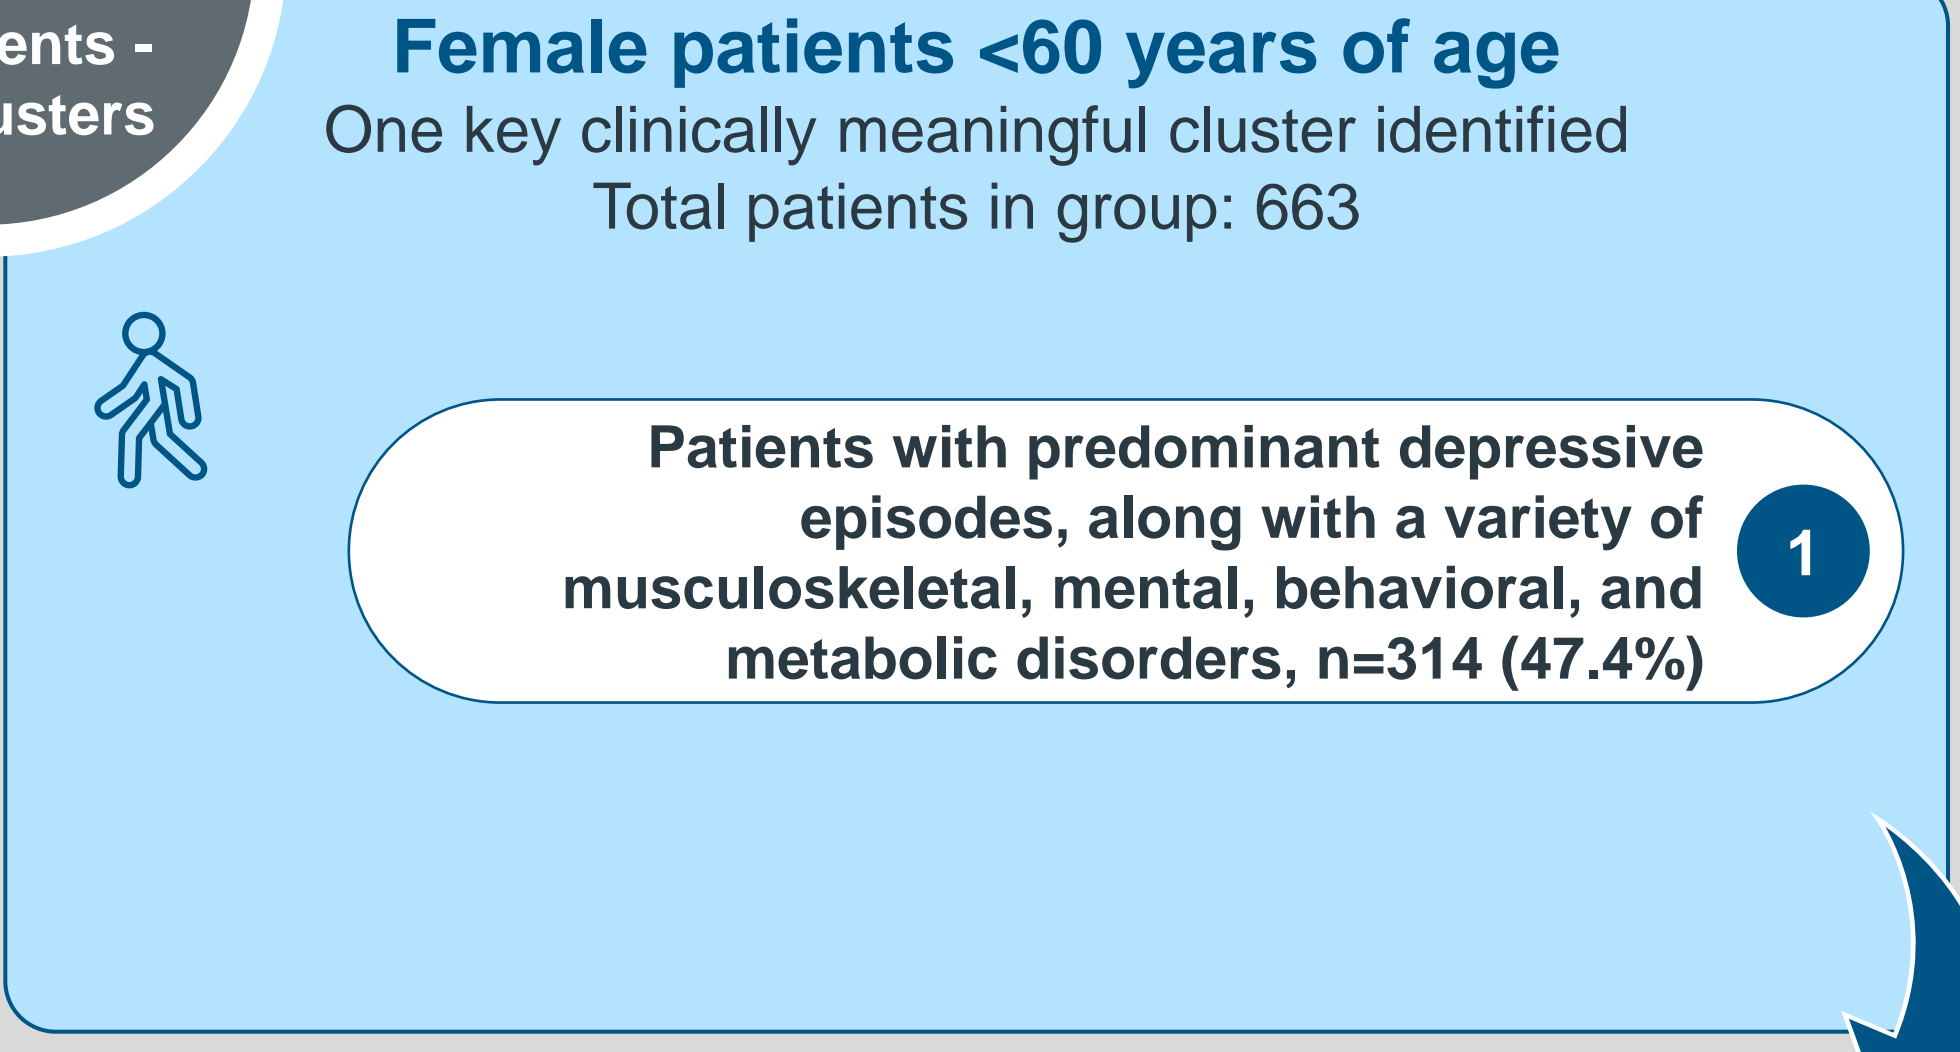 ents -
usters
Female patients <60 years of age
One key clinically meaningful cluster identified
Total patients in group: 663
Patients with predominant depressive
episodes, along with a variety of
musculoskeletal, mental, behavioral, and
metabolic disorders, n=314 (47.4%)
1